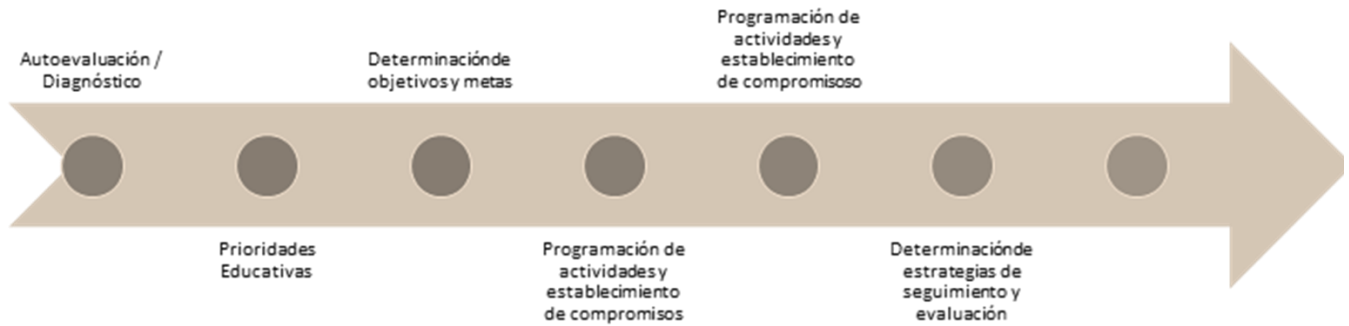 Autoevaluación /
Diagnóstico
Prioridades
Educativas
Determinaciónde
objetivos y metas
Programación de
actividades y
establecimiento
de compromisos
Programación de
actividades y
establecimiento
de compromisoso
Determinaciónde
estrategias de
seguimiento y
evaluación